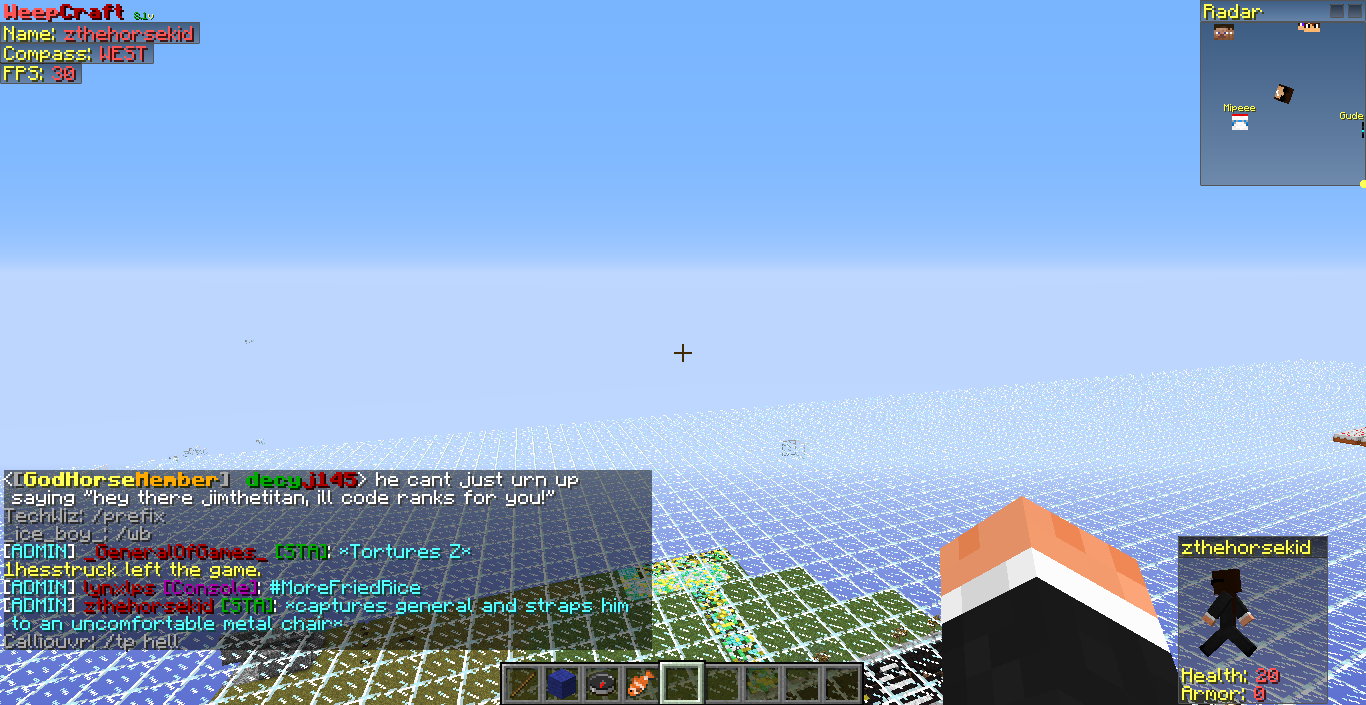 WeepCraft 8.1v
Name: zthehorsekid
Compass: WEST
FPS: 30
Radar
Mipeee
Gude
<[GodHorseMember] decyj145> he cant just urn up
saying "hey there jimthetitan, ill code ranks for you!"
TechWiz: /prefix
_ice_boy_: /wb
[ADMIN] _GeneralOfGames_ [STA]: *Tortures Z*
1hesstruck left the game.
[ADMIN] lynxlps [Console]: #MoreFriedRice
[ADMIN] zthehorsekid [STA]: *captures general and straps him
to an uncomfortable metal chair*
Calliouvr: /tp hell
zthehorsekid
Health: 20
Armor: 0